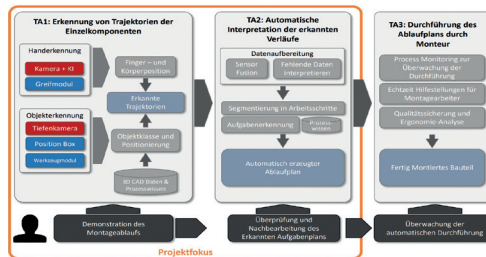 TA1: Erkennung von Trajektorien der
Einzelkomponenten
Handerkennung
Kamera + KI
Greifmodul
Finger – und
Körperposition
Erkannte
Trajektorien
Objekterkennung
Tiefenkamera
Position Box
Werkzeugmodul
Objektklasse und
Positionierung
3D CAD Daten &
Prozesswissen
Demonstration des
Montageablaufs
TA2: Automatische
Interpretation der erkannten
Verläufe
Datenaufbereitung
Sensor
Fusion
Fehlende Daten
Interpretieren
Segmentierung in Arbeitsschritte
Aufgabenerkennung
Prozess-
wissen
Automatisch erzeugter
Ablaufplan
Überprüfung und
Nachbearbeitung des
Erkannten Aufgabenplans
TA3: Durchführung des
Ablaufplans durch
Monteur
Process Monitoring zur
Überwachung der
Durchführung
Echtzeit Hilfestellungen für
Montagearbeiter
Qualitätssicherung und
Ergonomie-Analyse
Fertig Montiertes Bauteil
Überwachung der
automatischen Durchführung
Projektfokus